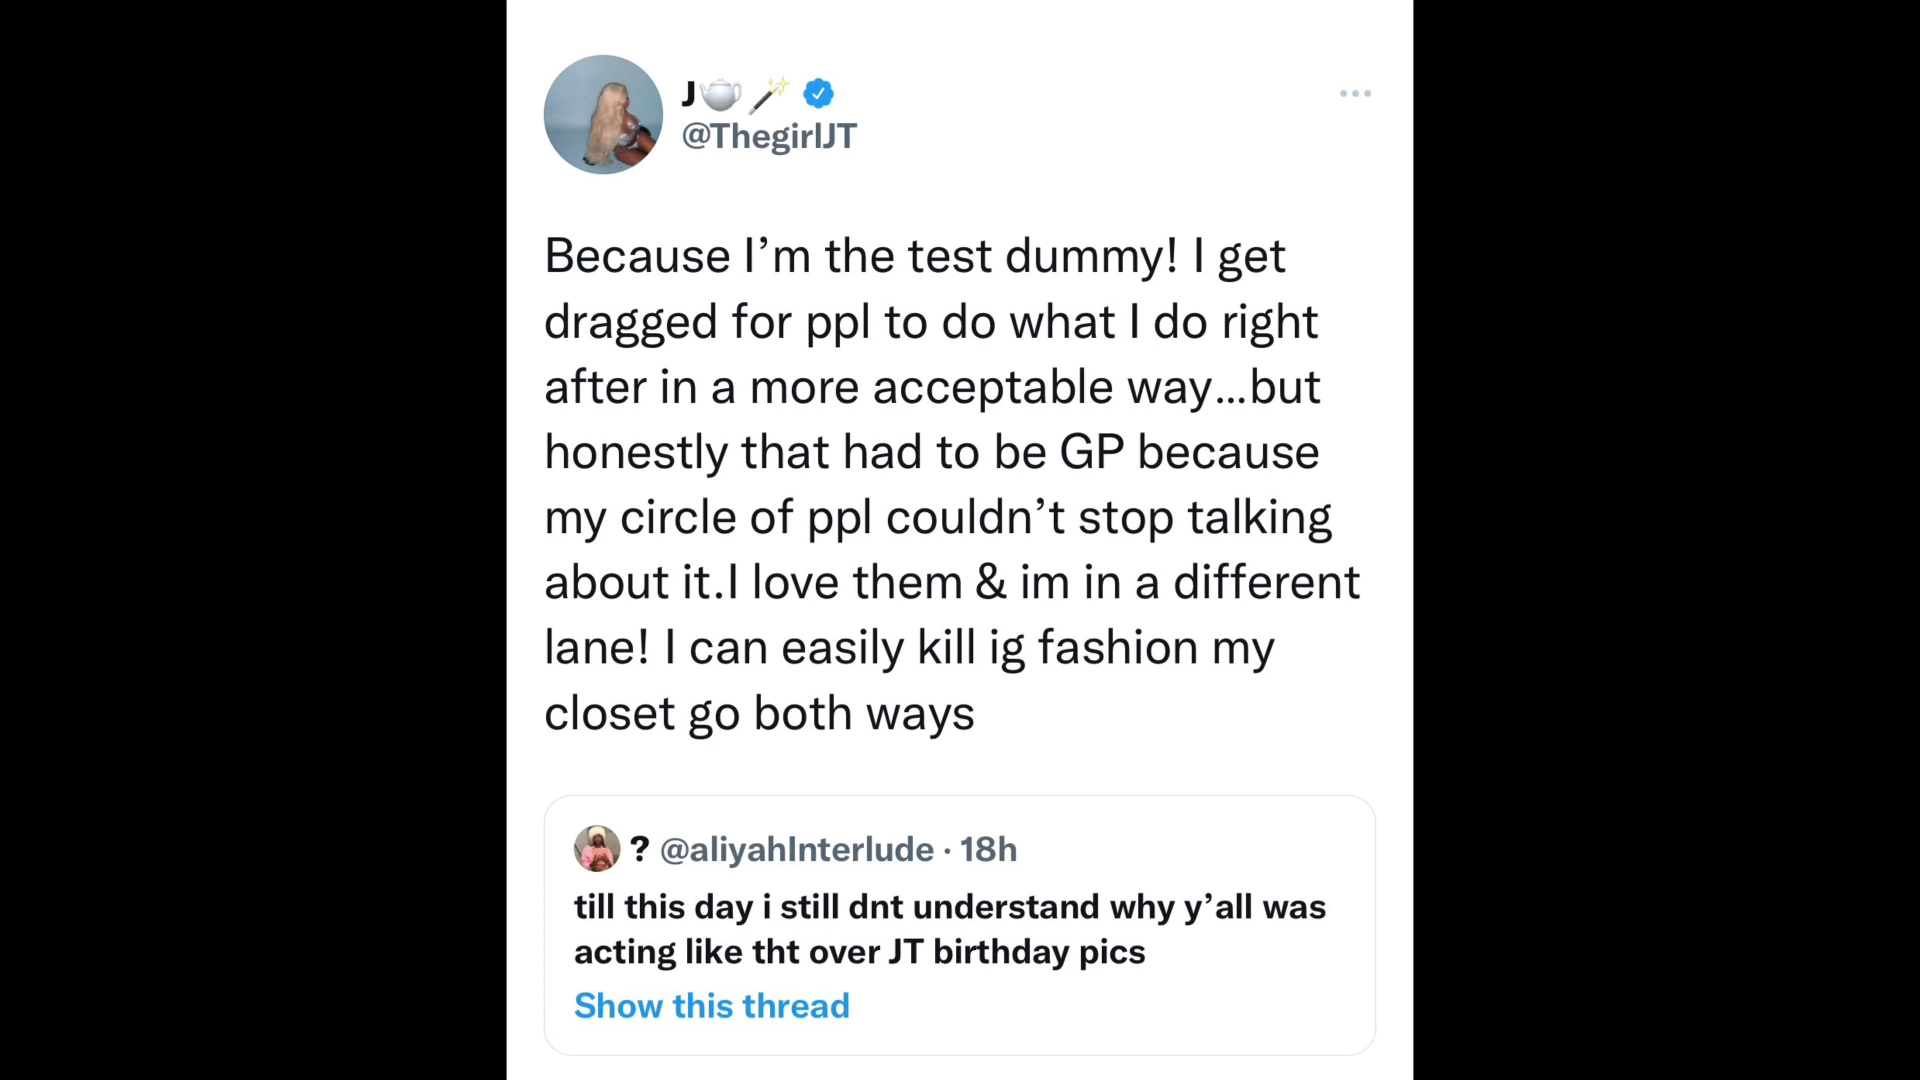 J🫖🪄
@ThegirlJT
Because I’m the test dummy! I get
dragged for ppl to do what I do right
after in a more acceptable way...but
honestly that had to be GP because
my circle of ppl couldn’t stop talking
about it.I love them & im in a different
lane! I can easily kill ig fashion my
closet go both ways
? @aliyahInterlude · 18h
till this day i still dnt understand why y’all was
acting like tht over JT birthday pics
Show this thread